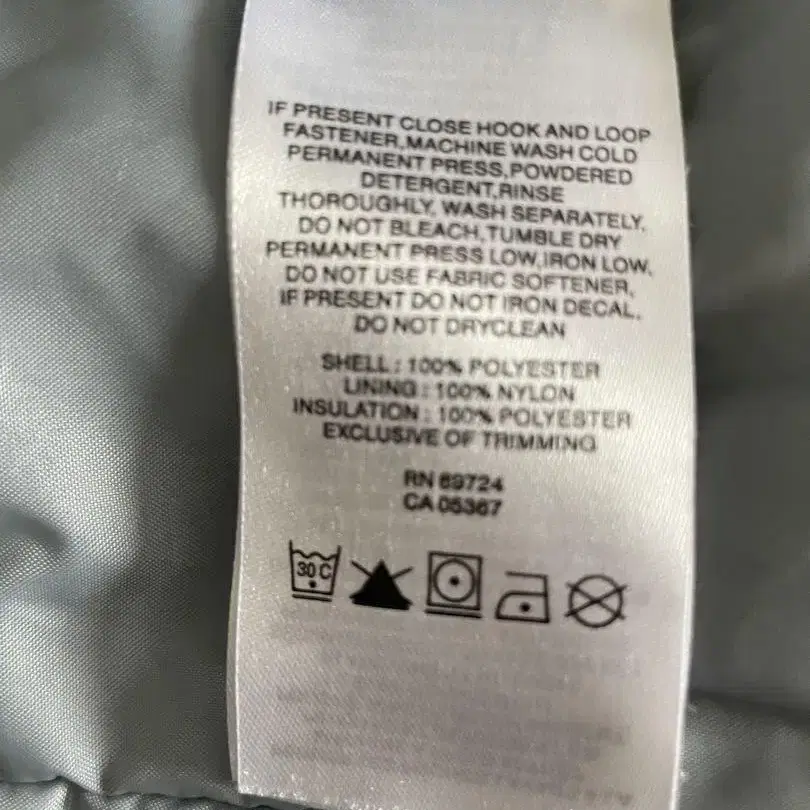 IF PRESENT CLOSE HOOK AND LOOP
FASTENER,MACHINE WASH COLD
PERMANENT PRESS,POWDERED
DETERGENT,RINSE
THOROUGHLY, WASH SEPARATELY,
DO NOT BLEACH,TUMBLE DRY
PERMANENT PRESS LOW,IRON LOW,
DO NOT USE FABRIC SOFTENER,
IF PRESENT DO NOT IRON DECAL,
DO NOT DRYCLEAN
SHELL : 100% POLYESTER
LINING : 100% NYLON
INSULATION : 100% POLYESTER
EXCLUSIVE OF TRIMMING
RN 69724
CA 05367
30 C